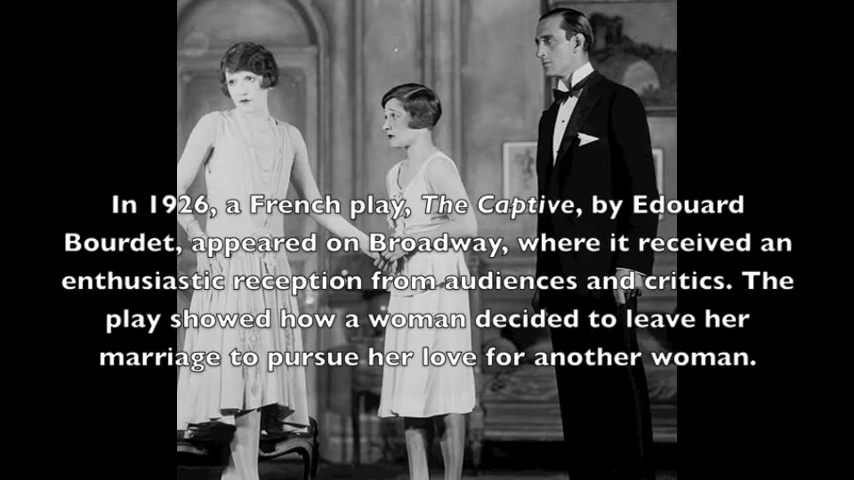 In 1926, a French play, The Captive, by Edouard
Bourdet, appeared on Broadway, where it received an
enthusiastic reception from audiences and critics. The
play showed how a woman decided to leave her
marriage to pursue her love for another woman.